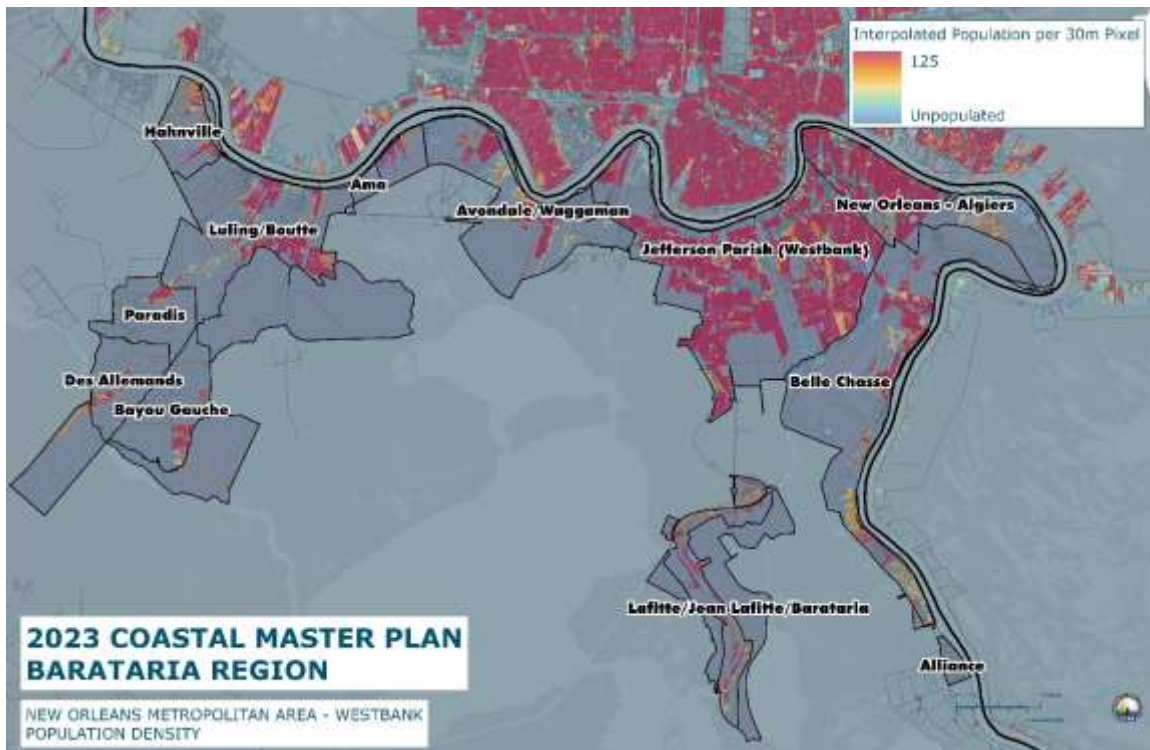 Interpolated Population per 30m Pixel
125
Unpopulated
Hahnville
Ama
Avondale/Waggaman
New Orleans - Algiers
Luling/Boutte
Jefferson Parish (Westbank)
Paradis
Des Allemands
Belle Chasse
Bayou Gauche
Lafitte/Jean Lafitte/Barataria
Alliance
2023 COASTAL MASTER PLAN
BARATARIA REGION
NEW ORLEANS METROPOLITAN AREA - WESTBANK
POPULATION DENSITY